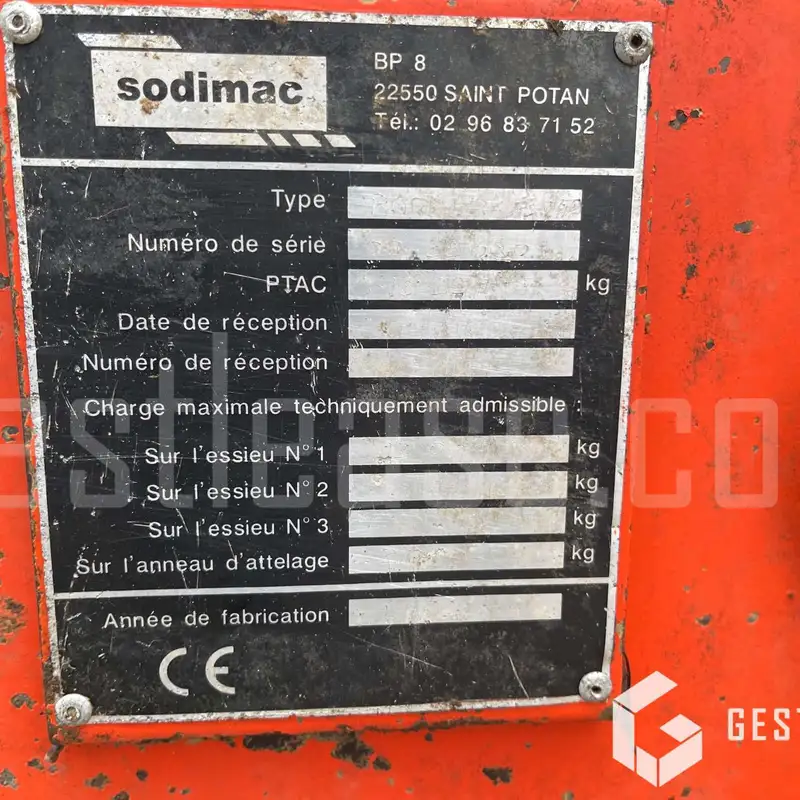 sodimac
BP 8
22550 SAINT POTAN
Tél.: 02 96 83 71 52
Type
Numéro de série
PTAC kg
Date de réception
Numéro de réception
Charge maximale techniquement admissible :
Sur l'essieu N° 1 kg
Sur l'essieu N° 2 kg
Sur l'essieu N° 3 kg
Sur l'anneau d'attelage kg
Année de fabrication
CE
estlease.co
GEST